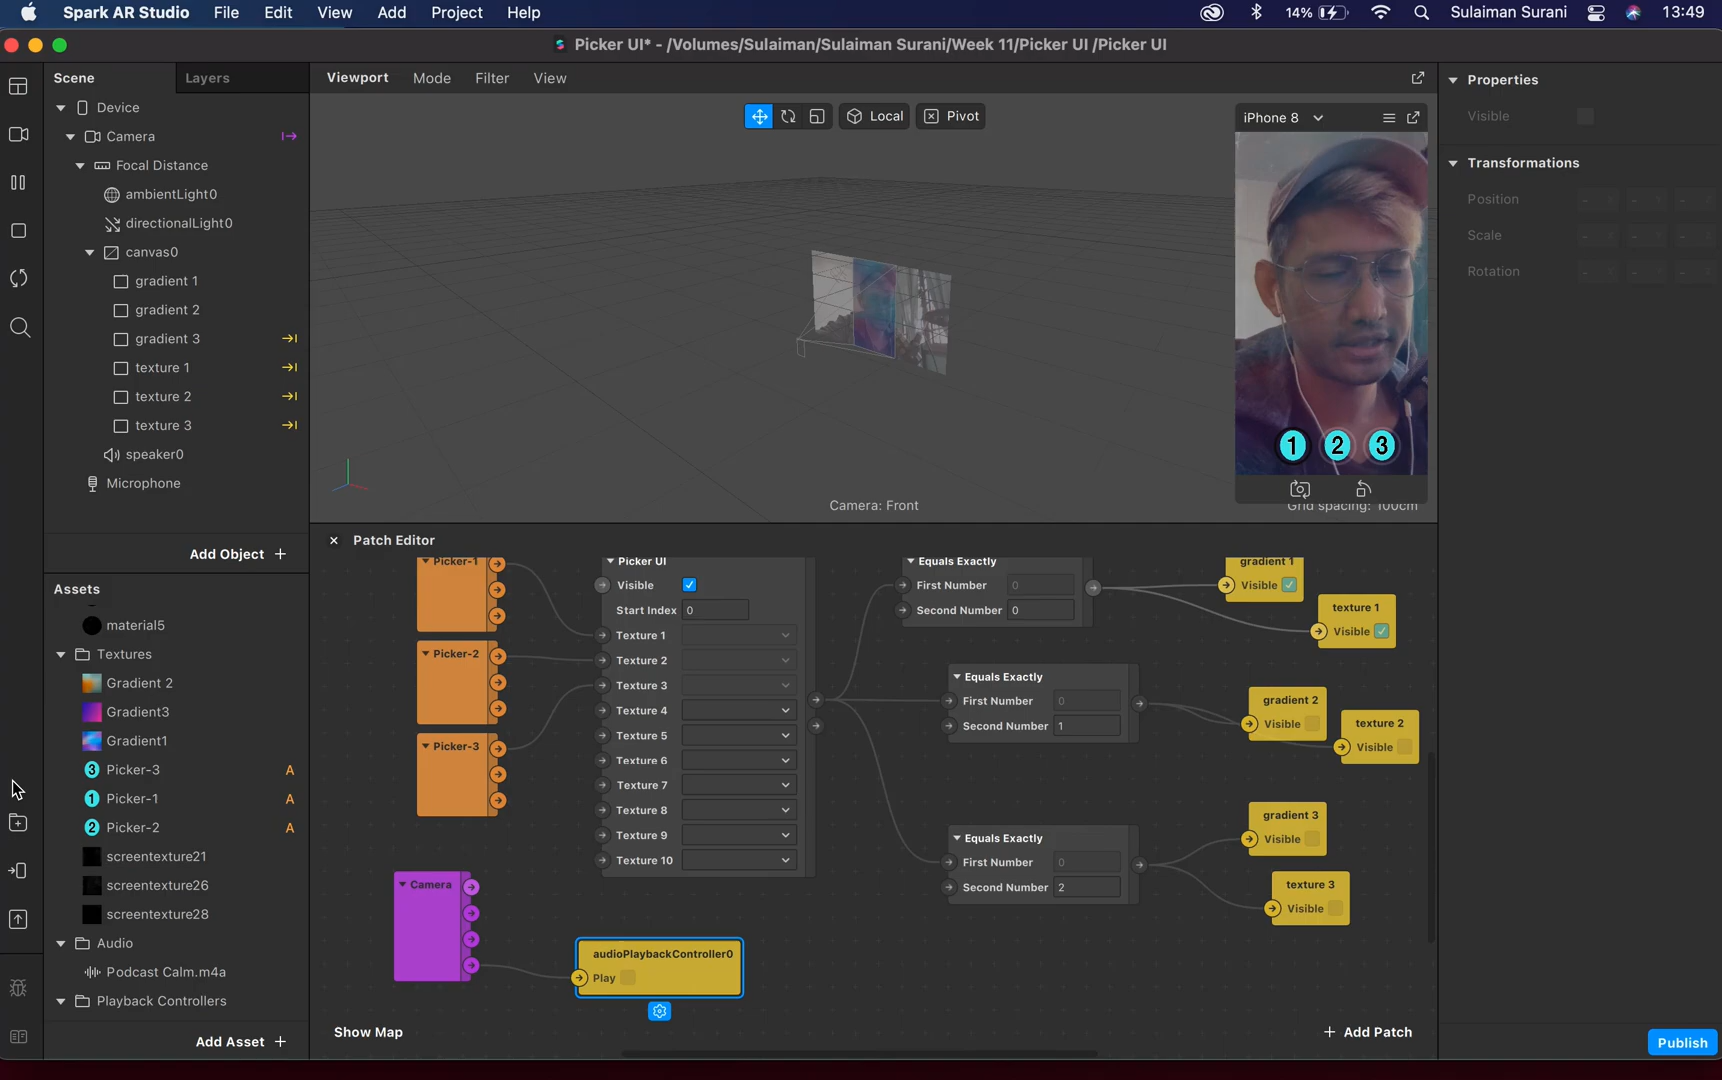 Spark AR Studio File Edit View Add Project Help 14% Sulaiman Surani 13:49
Picker UI* - /Volumes/Sulaiman/Sulaiman Surani/Week 11/Picker UI /Picker UI
Scene Layers
Device
Camera
Focal Distance
ambientLight0
directionalLight0
canvas0
gradient 1
gradient 2
gradient 3
texture 1
texture 2
texture 3
speaker0
Microphone
Add Object +
Assets
material5
Textures
Gradient 2
Gradient3
Gradient1
3 Picker-3 A
1 Picker-1 A
2 Picker-2 A
screentexture21
screentexture26
screentexture28
Audio
Podcast Calm.m4a
Playback Controllers
Add Asset +
Viewport Mode Filter View
Local Pivot
iPhone 8
1 2 3
Camera: Front
Grid spacing: 100cm
Patch Editor
Picker-1
Picker-2
Picker-3
Camera
Picker UI
Visible
Start Index 0
Texture 1
Texture 2
Texture 3
Texture 4
Texture 5
Texture 6
Texture 7
Texture 8
Texture 9
Texture 10
audioPlaybackController0
Play
Equals Exactly
First Number 0
Second Number 0
Equals Exactly
First Number 0
Second Number 1
Equals Exactly
First Number 0
Second Number 2
gradient 1
Visible
texture 1
Visible
gradient 2
Visible
texture 2
Visible
gradient 3
Visible
texture 3
Visible
Show Map
+ Add Patch
Properties
Visible
Transformations
Position - X - Y - Z
Scale - X - Y - Z
Rotation - X - Y - Z
Publish